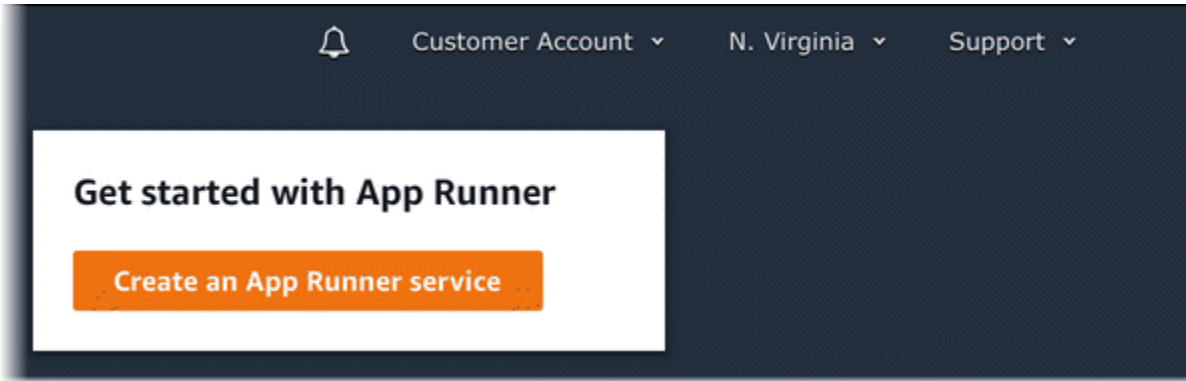 Customer Account N. Virginia Support
Get started with App Runner
Create an App Runner service